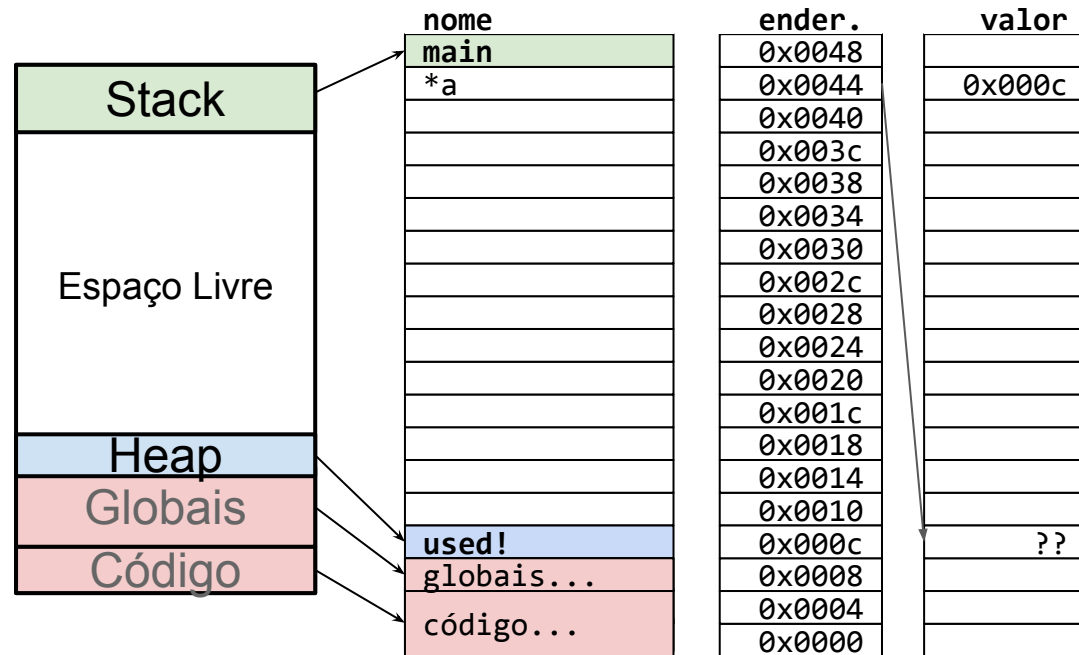 nome ender. valor
main 0x0048
*a 0x0044 0x000c
0x0040
0x003c
0x0038
0x0034
0x0030
0x002c
0x0028
0x0024
0x0020
0x001c
0x0018
0x0014
0x0010
used! 0x000c ??
globais... 0x0008
código... 0x0004
0x0000
Stack
Espaço Livre
Heap
Globais
Código